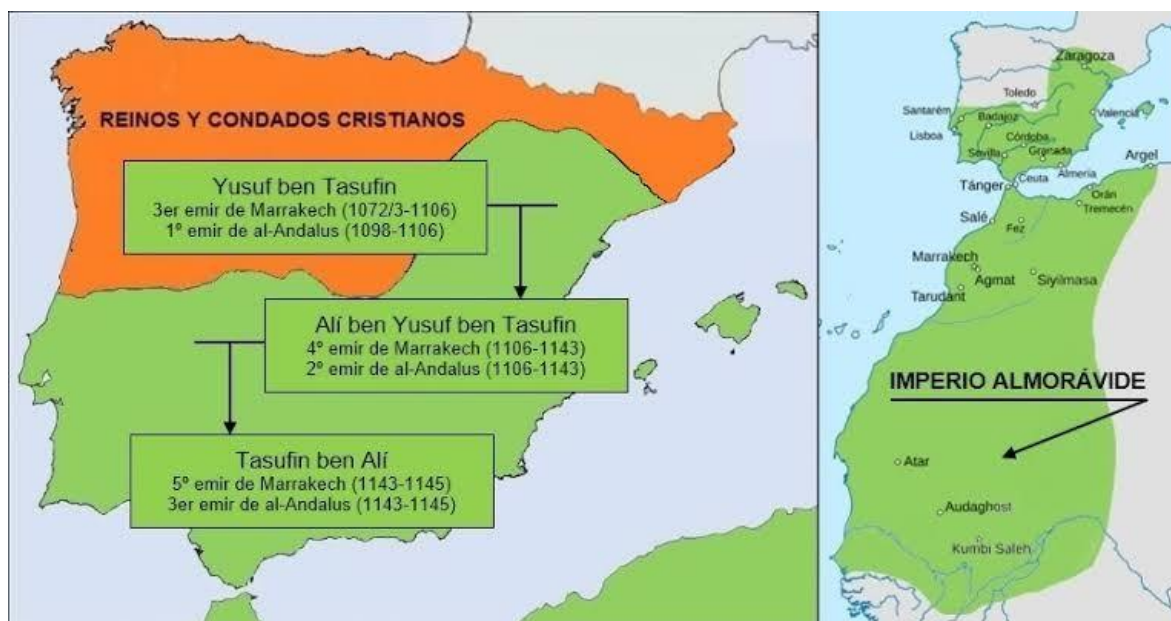 REINOS Y CONDADOS CRISTIANOS
Yusuf ben Tasufin
3er emir de Marrakech (1072/3-1106)
1º emir de al-Andalus (1098-1106)
Alí ben Yusuf ben Tasufin
4º emir de Marrakech (1106-1143)
2º emir de al-Andalus (1106-1143)
Tasufin ben Alí
5º emir de Marrakech (1143-1145)
3er emir de al-Andalus (1143-1145)
Zaragoza
Toledo
Santarém
Badajoz
Valencia
Lisboa
Córdoba
Sevilla
Granada
Almería
Argel
Ceuta
Tánger
Orán
Tremecén
Salé
Fez
Marrakech
Agmat
Siyilmasa
Tarudant
IMPERIO ALMORÁVIDE
Atar
Audaghost
Kumbi Saleh